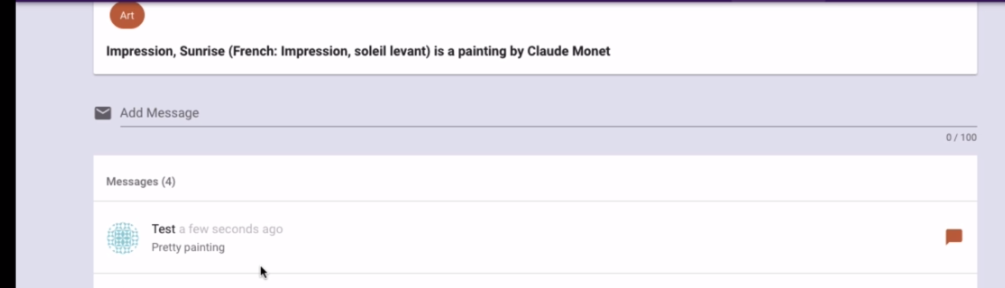 Art
Impression, Sunrise (French: Impression, soleil levant) is a painting by Claude Monet
Add Message
0 / 100
Messages (4)
Test a few seconds ago
Pretty painting